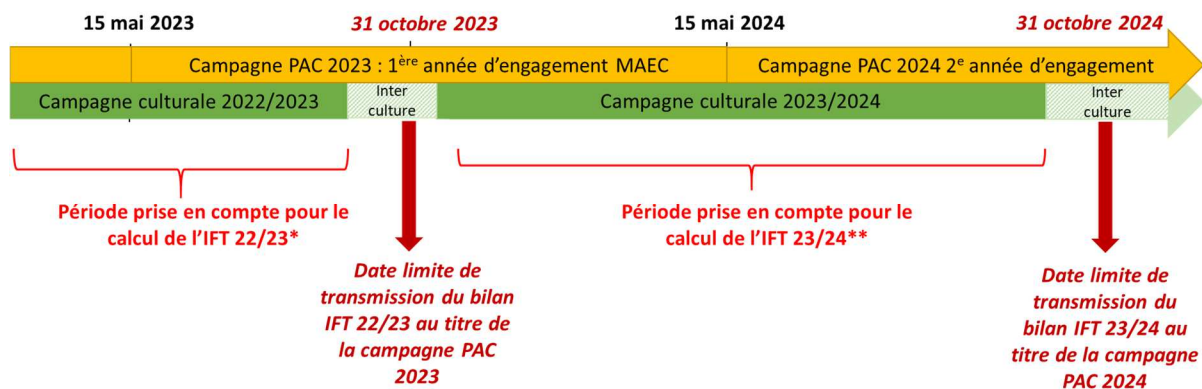 15 mai 2023
31 octobre 2023
15 mai 2024
31 octobre 2024
Campagne PAC 2023 : 1ère année d’engagement MAEC
Campagne PAC 2024 2e année d’engagement
Campagne culturale 2022/2023
Inter
culture
Campagne culturale 2023/2024
Inter
culture
Période prise en compte pour le
calcul de l’IFT 22/23*
Période prise en compte pour le
calcul de l’IFT 23/24**
Date limite de
transmission du bilan
IFT 22/23 au titre de
la campagne PAC
2023
Date limite de
transmission du
bilan IFT 23/24 au
titre de la campagne
PAC 2024